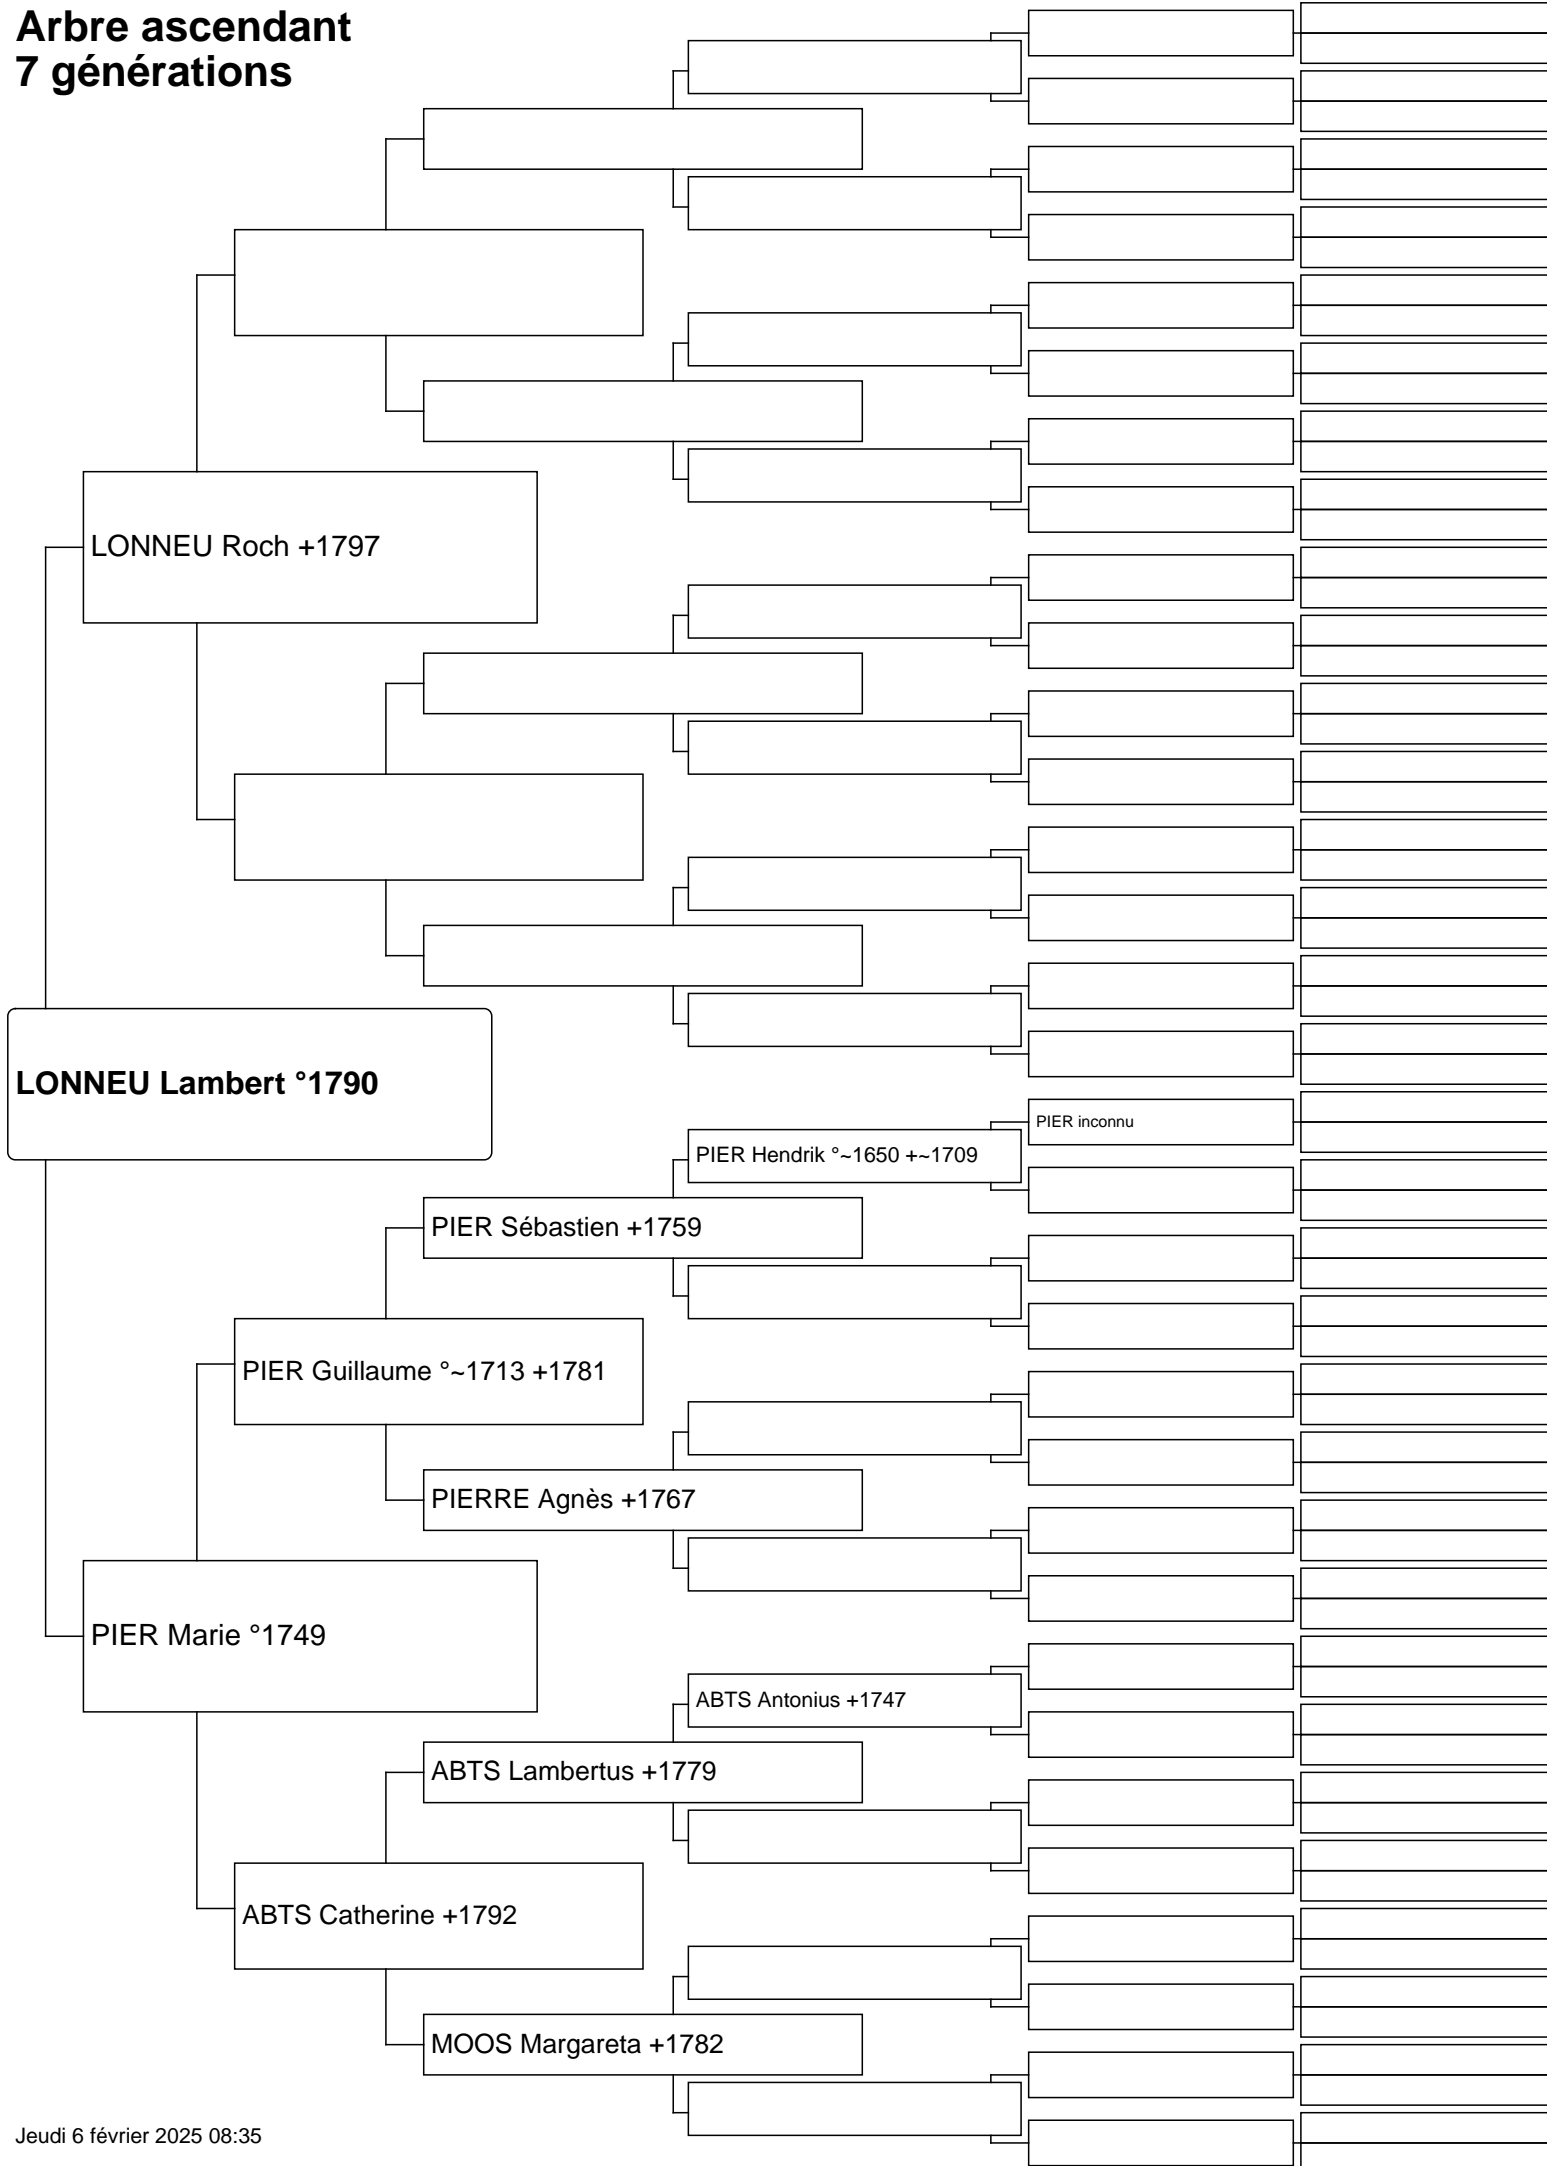 Arbre ascendant
7 générations
LONNEU Roch +1797
LONNEU Lambert °1790
PIER inconnu
PIER Hendrik °~1650 +~1709
PIER Sébastien +1759
PIER Guillaume °~1713 +1781
PIERRE Agnès +1767
PIER Marie °1749
ABTS Antonius +1747
ABTS Lambertus +1779
ABTS Catherine +1792
MOOS Margareta +1782
Jeudi 6 février 2025 08:35